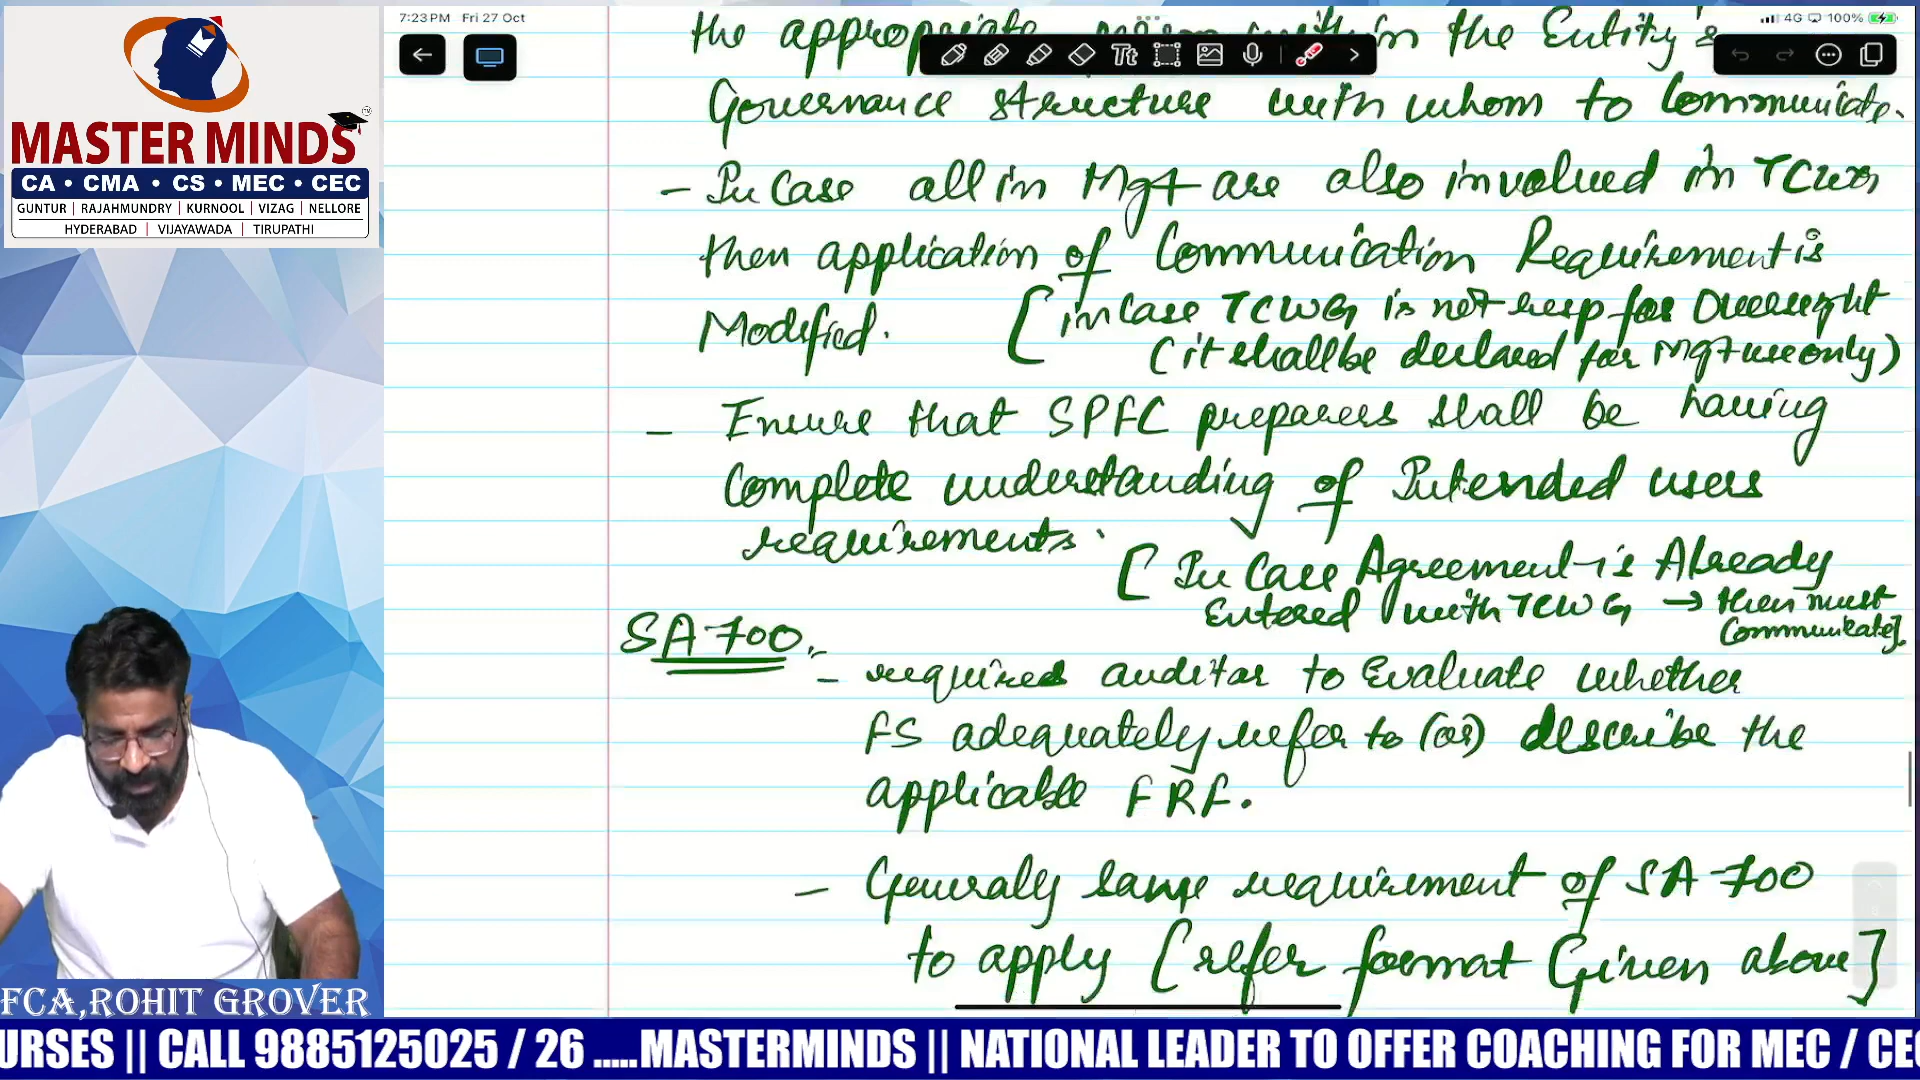 7:23 PM Fri 27 Oct
4G 100%
MASTER MINDS
CA • CMA • CS • MEC • CEC
GUNTUR | RAJAHMUNDRY | KURNOOL | VIZAG | NELLORE
HYDERABAD | VIJAYAWADA | TIRUPATHI
Tt
the appropriate within the Entity's
Governance structure with whom to Communicate.
- In Case all in Mgt are also involved in TCWG
then application of Communication Requirement is
Modified. [in case TCWG is not resp for Oversight
(it shall be declared for Mgt use only)
- Ensure that SPFC preparers shall be having
Complete understanding of Intended users
requirements.
[In Case Agreement is Already
Entered with TCWG → then must
Communicate].
SA 700:-
- required auditor to Evaluate whether
FS adequately refer to (or) describe the
applicable FRF.
- Generally same requirement of SA 700
to apply [refer format Given above]
FCA,ROHIT GROVER
URSES || CALL 9885125025 / 26 .....MASTERMINDS || NATIONAL LEADER TO OFFER COACHING FOR MEC / CEC